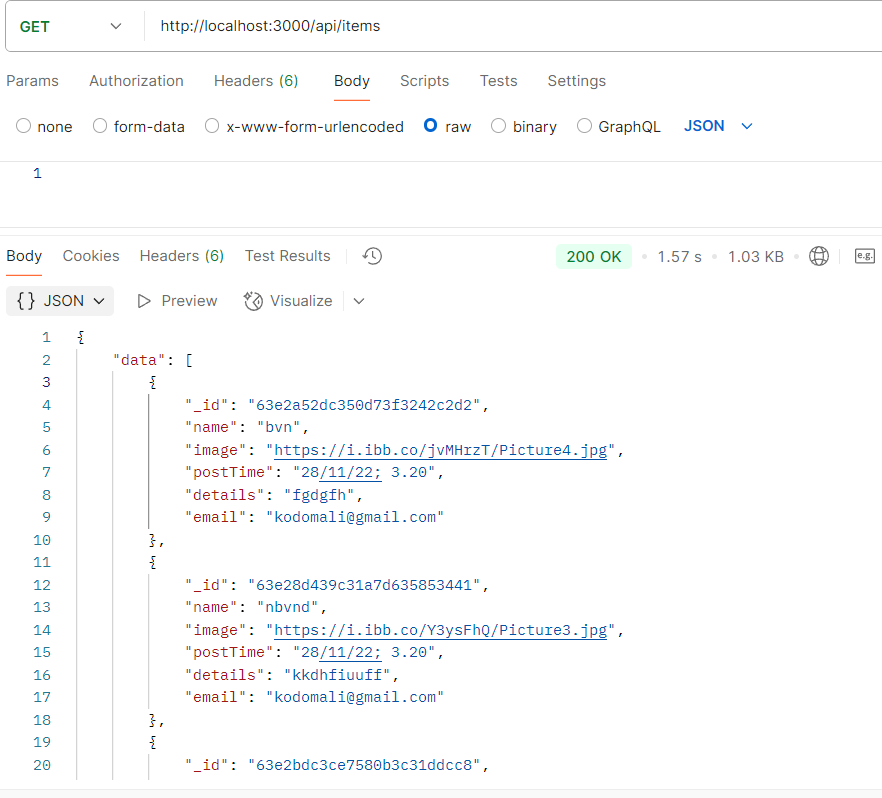 GET http://localhost:3000/api/items
Params Authorization Headers (6) Body Scripts Tests Settings
none form-data x-www-form-urlencoded raw binary GraphQL JSON
1
Body Cookies Headers (6) Test Results 200 OK • 1.57 s • 1.03 KB • e.g.
{} JSON Preview Visualize
1 {
2 "data": [
3 {
4 "_id": "63e2a52dc350d73f3242c2d2",
5 "name": "bvn",
6 "image": "https://i.ibb.co/jvMHrzT/Picture4.jpg",
7 "postTime": "28/11/22; 3.20",
8 "details": "fgdgfh",
9 "email": "kodomali@gmail.com"
10 },
11 {
12 "_id": "63e28d439c31a7d635853441",
13 "name": "nbvnd",
14 "image": "https://i.ibb.co/Y3ysFhQ/Picture3.jpg",
15 "postTime": "28/11/22; 3.20",
16 "details": "kkdhfiuuff",
17 "email": "kodomali@gmail.com"
18 },
19 {
20 "_id": "63e2bdc3ce7580b3c31ddcc8",